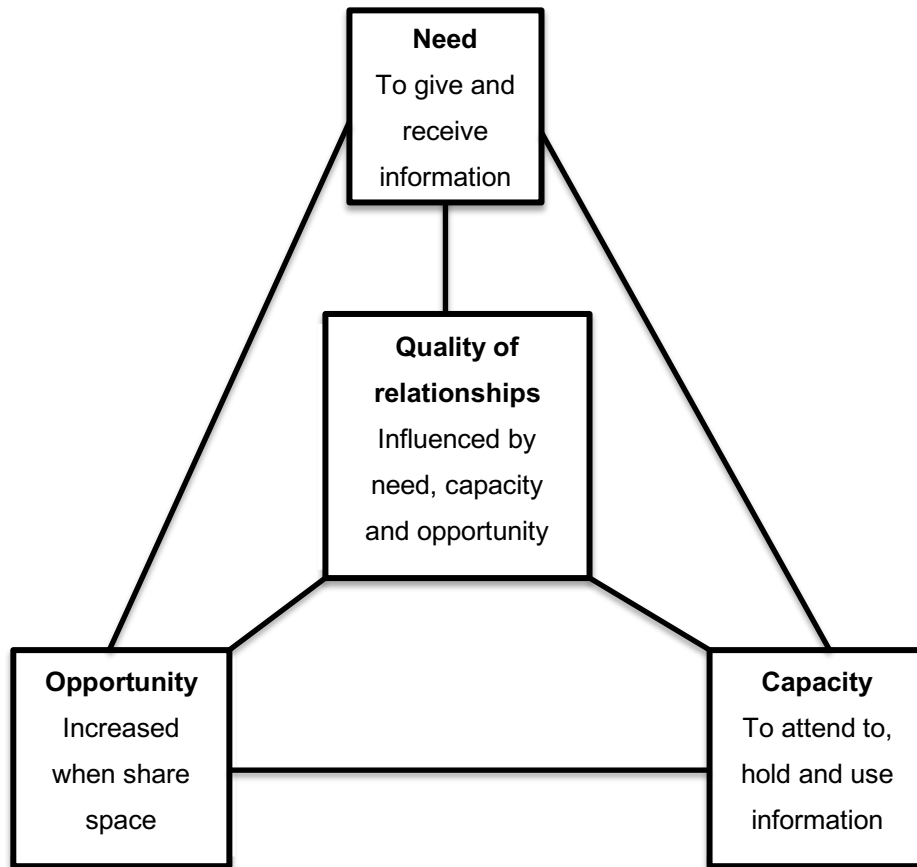 Need
To give and
receive
information
Quality of
relationships
Influenced by
need, capacity
and opportunity
Opportunity
Increased
when share
space
Capacity
To attend to,
hold and use
information